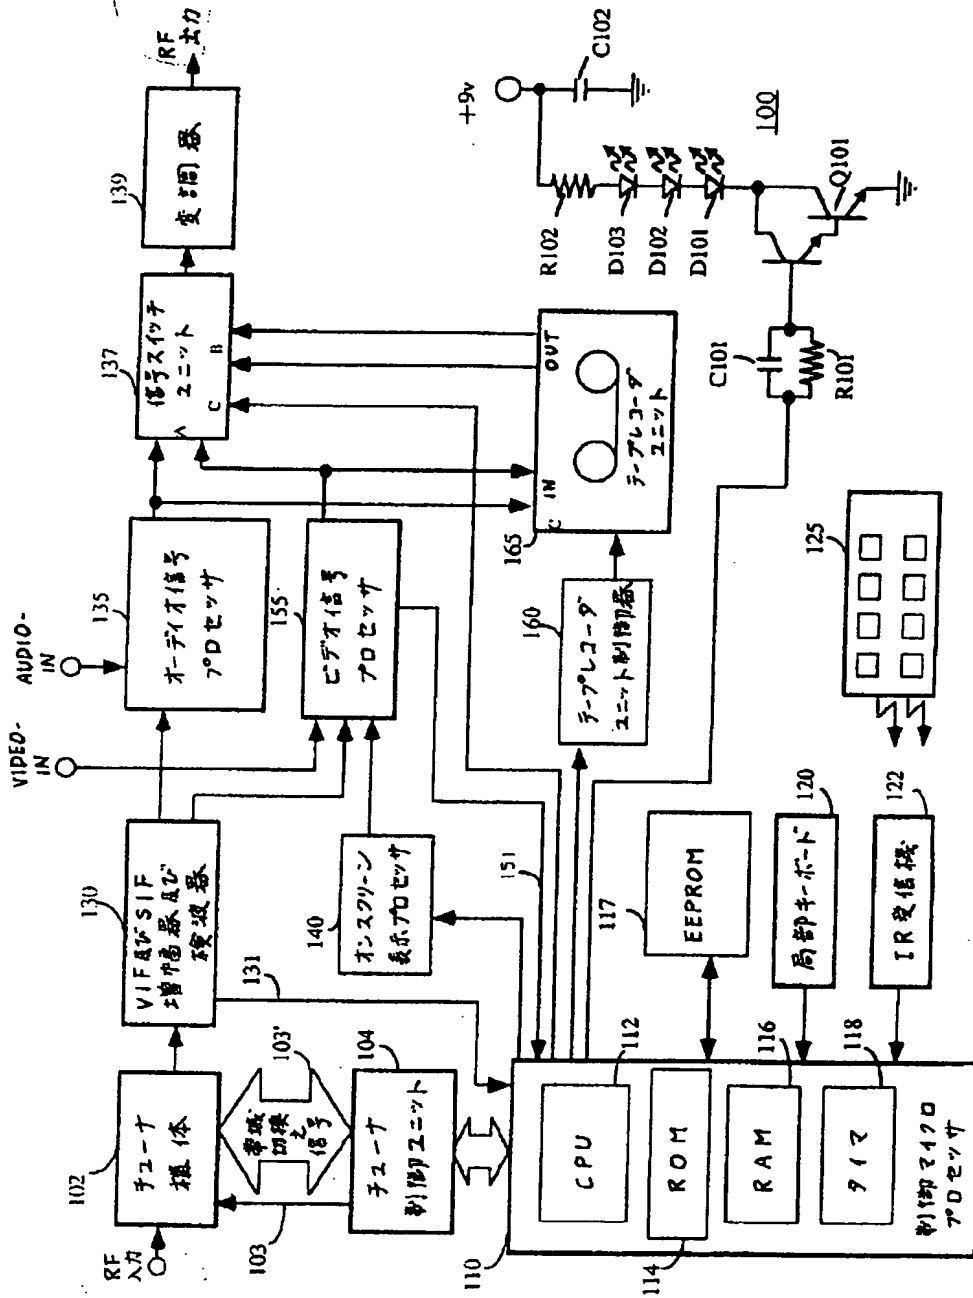 RF
入力
102
チューナ
機体
103
帯域
切換え
信号
103'
104
チューナ
制御ユニット
130
VIF及びSIF
増幅器及び
検波器
131
VIDEO-
IN
AUDIO-
IN
135
オーディオ信号
プロセッサ
155
ビデオ信号
プロセッサ
140
オンスクリーン
表示プロセッサ
137
信号スイッチ
ユニット
A
B
C
139
変調器
RF
出力
151
160
テープレコーダ
ユニット制御器
165
C
IN
OUT
テープレコーダ
ユニット
110
112
CPU
114
ROM
116
RAM
118
タイマ
制御マイクロ
プロセッサ
117
EEPROM
120
局部キーボード
122
IR受信機
125
+9v
C102
R102
D103
D102
D101
Q101
C101
R101
100